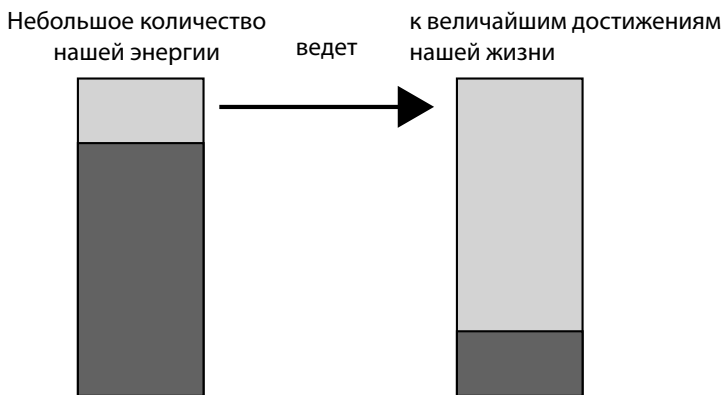 Небольшое количество
нашей энергии
ведет
к величайшим достижениям
нашей жизни